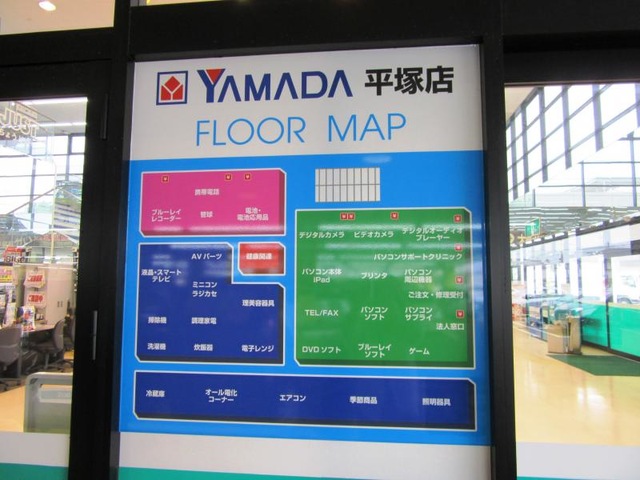 YAMADA 平塚店
FLOOR MAP
携帯電話
ブルーレイ
レコーダー
管球
電池・
電池応用品
AVパーツ
健康関連
液晶・スマート
テレビ
ミニコン
ラジカセ
理美容器具
掃除機
調理家電
洗濯機
炊飯器
電子レンジ
デジタルカメラ
ビデオカメラ
デジタルオーディオ
プレーヤー
パソコンサポートクリニック
パソコン本体
iPad
プリンタ
パソコン
周辺機器
ご注文・修理受付
TEL/FAX
パソコン
ソフト
パソコン
サプライ
法人窓口
DVDソフト
ブルーレイ
ソフト
ゲーム
冷蔵庫
オール電化
コーナー
エアコン
季節商品
照明器具